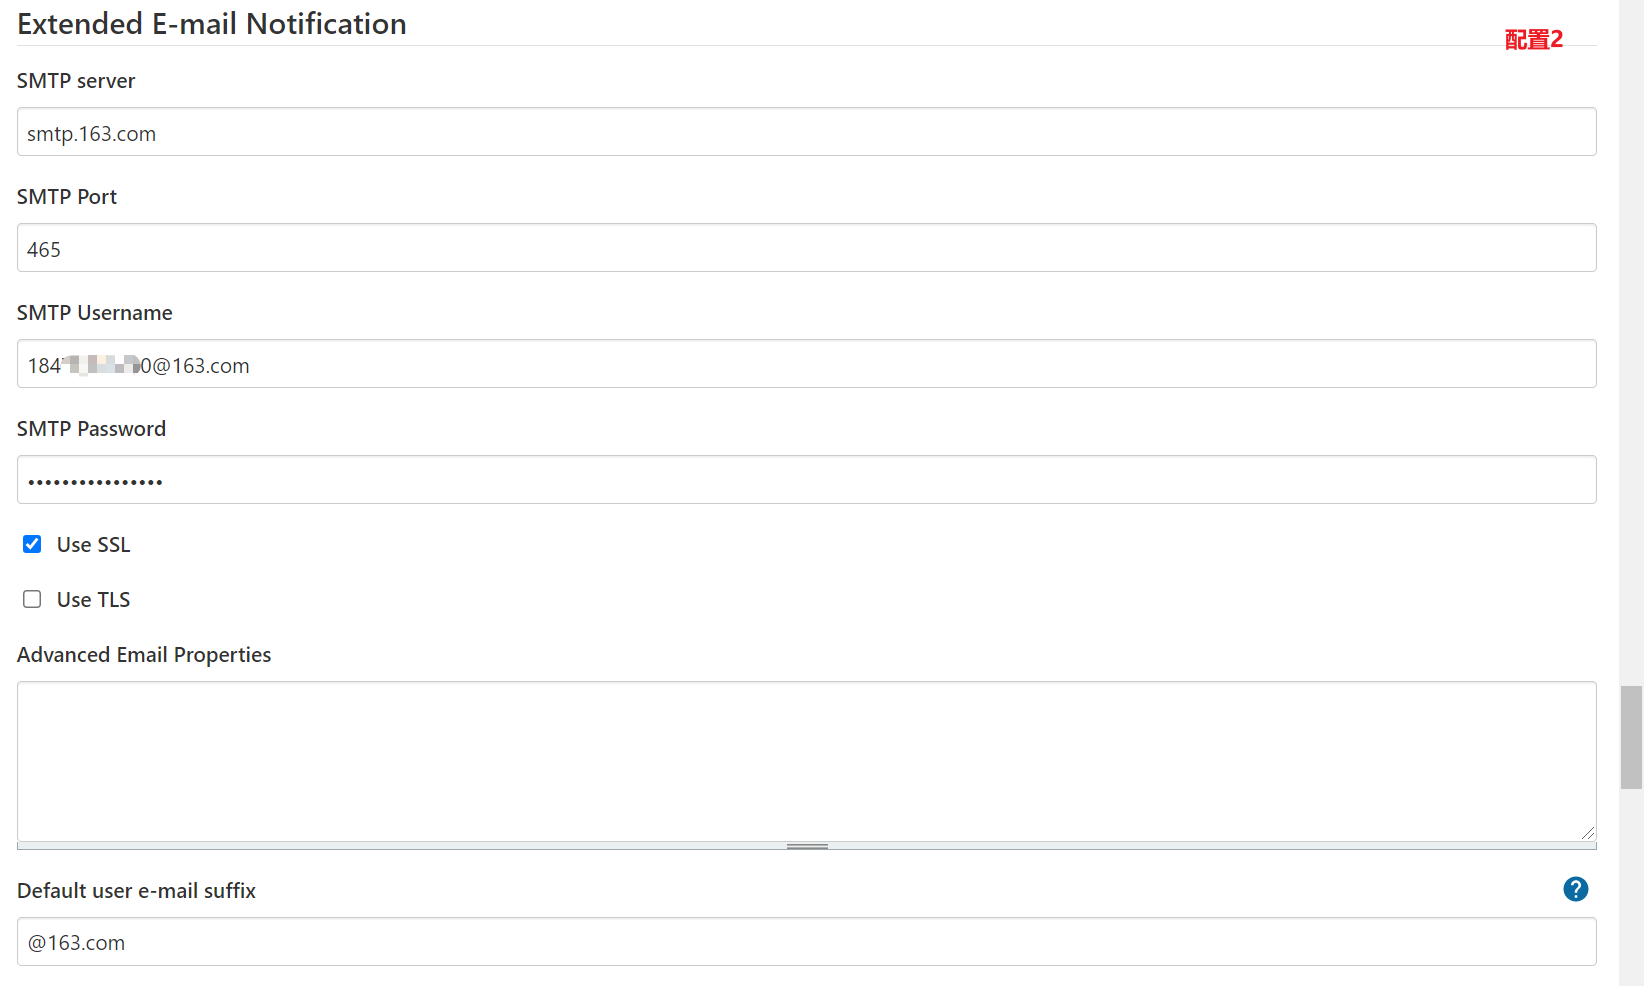 Extended E-mail Notification
配置2
SMTP server
smtp.163.com
SMTP Port
465
SMTP Username
184 0@163.com
SMTP Password
••••••••••••••••
Use SSL
Use TLS
Advanced Email Properties
Default user e-mail suffix
?
@163.com